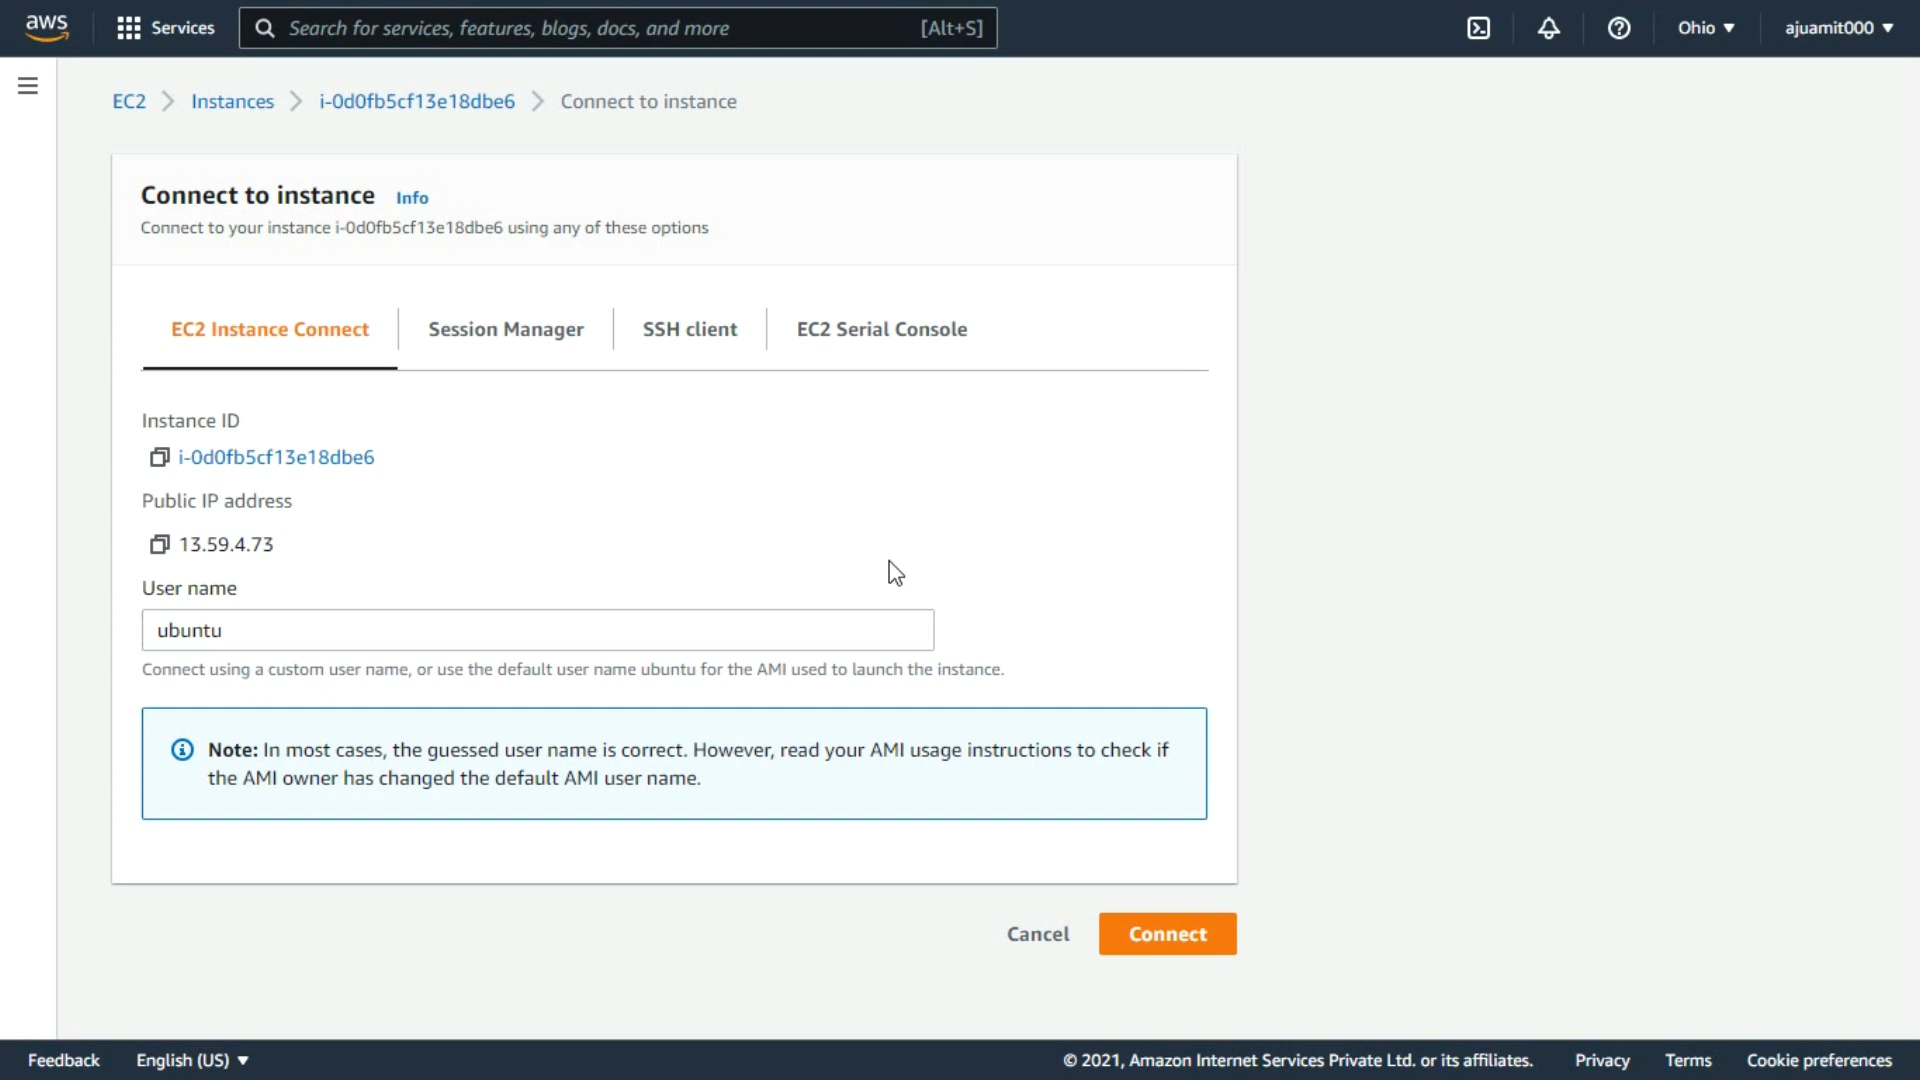 aws Services Search for services, features, blogs, docs, and more [Alt+S] Ohio ajuamit000
EC2 Instances i-0d0fb5cf13e18dbe6 Connect to instance
Connect to instance Info
Connect to your instance i-0d0fb5cf13e18dbe6 using any of these options
EC2 Instance Connect Session Manager SSH client EC2 Serial Console
Instance ID
i-0d0fb5cf13e18dbe6
Public IP address
13.59.4.73
User name
ubuntu
Connect using a custom user name, or use the default user name ubuntu for the AMI used to launch the instance.
Note: In most cases, the guessed user name is correct. However, read your AMI usage instructions to check if
the AMI owner has changed the default AMI user name.
Cancel Connect
Feedback English (US) © 2021, Amazon Internet Services Private Ltd. or its affiliates. Privacy Terms Cookie preferences